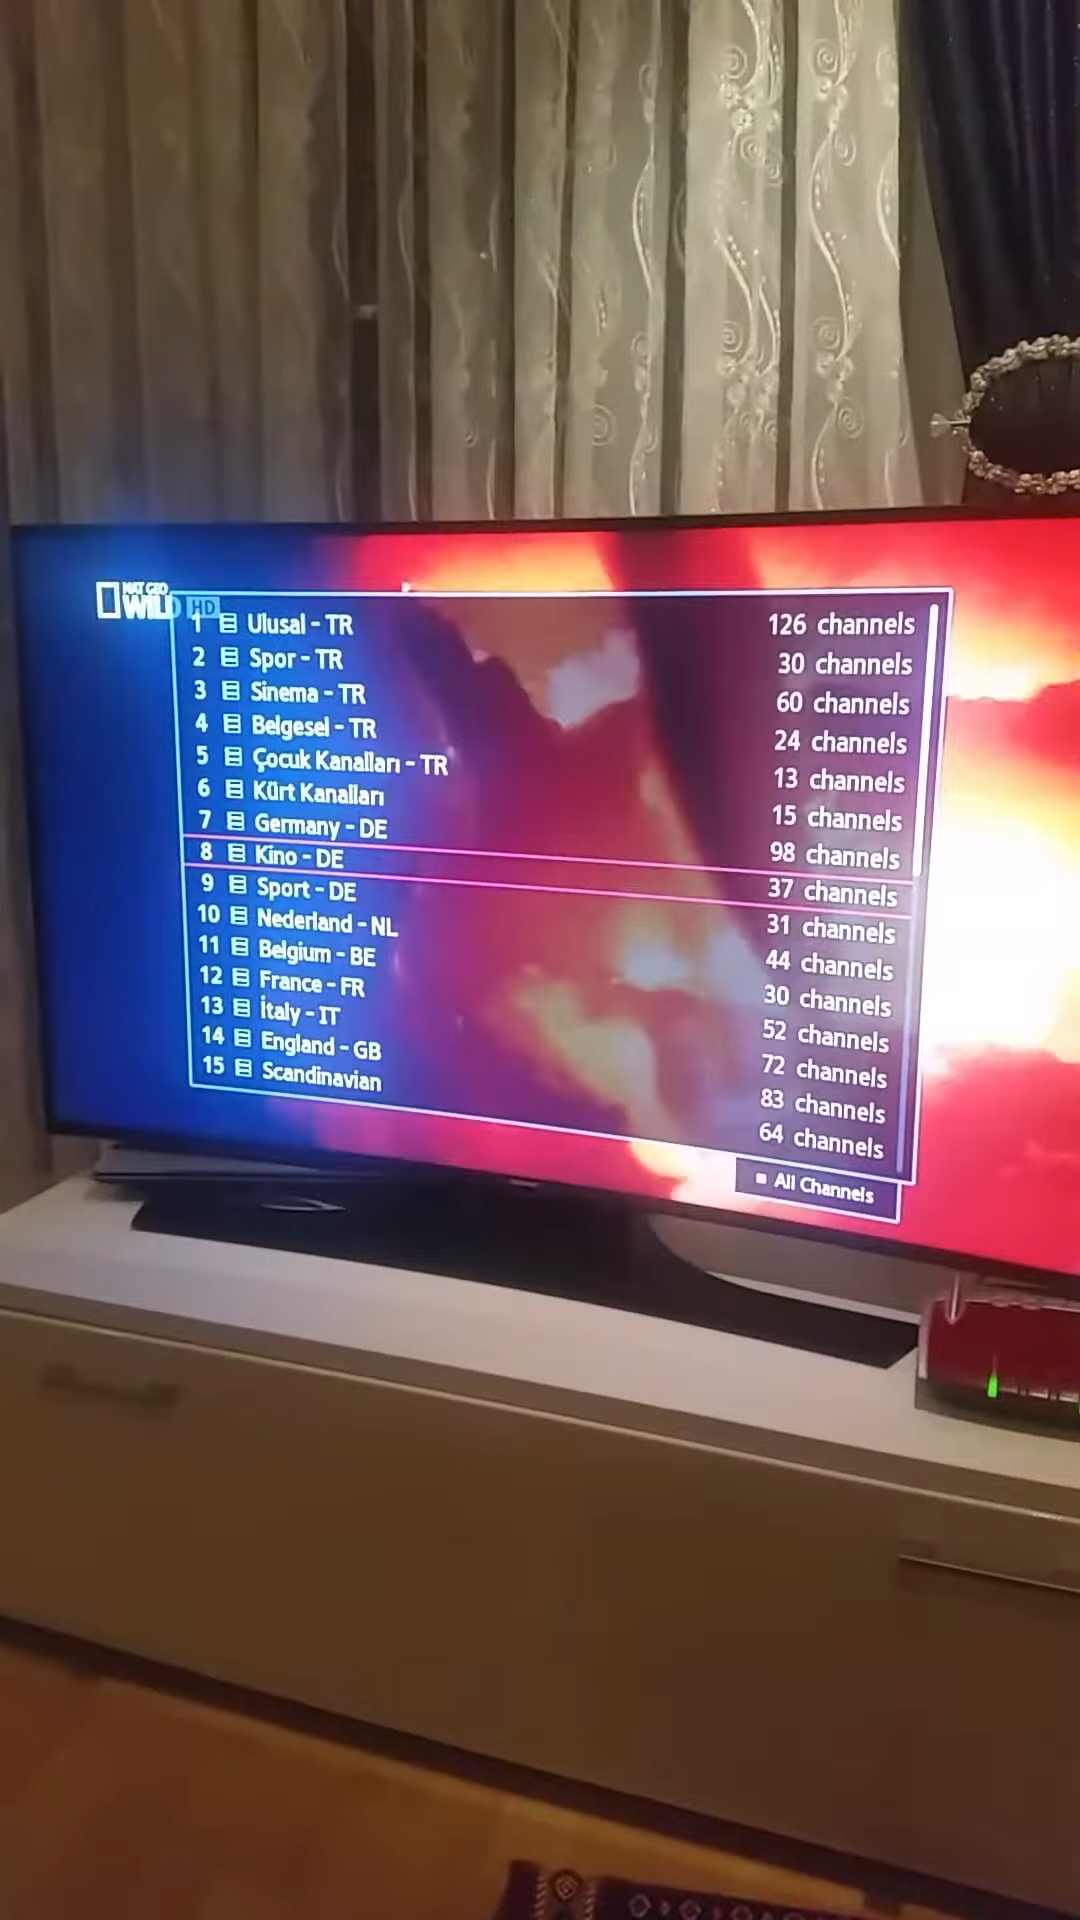 NAT GEO
WILD HD
1 Ulusal - TR 126 channels
2 Spor - TR 30 channels
3 Sinema - TR 60 channels
4 Belgesel - TR 24 channels
5 Çocuk Kanalları - TR 13 channels
6 Kürt Kanalları 15 channels
7 Germany - DE 98 channels
8 Kino - DE 37 channels
9 Sport - DE 31 channels
10 Nederland - NL 44 channels
11 Belgium - BE 30 channels
12 France - FR 52 channels
13 İtaly - IT 72 channels
14 England - GB 83 channels
15 Scandinavian 64 channels
All Channels